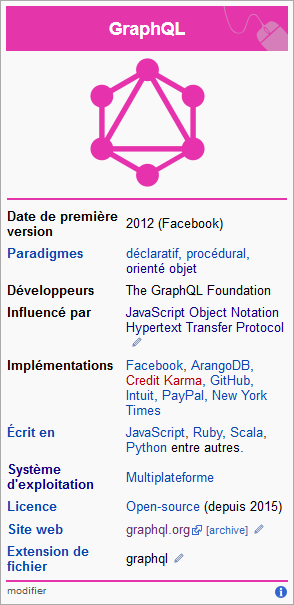 GraphQL
Date de première version 2012 (Facebook)
Paradigmes déclaratif, procédural,
orienté objet
Développeurs The GraphQL Foundation
Influencé par JavaScript Object Notation
Hypertext Transfer Protocol
Implémentations Facebook, ArangoDB,
Credit Karma, GitHub,
Intuit, PayPal, New York
Times
Écrit en JavaScript, Ruby, Scala,
Python entre autres.
Système d'exploitation Multiplateforme
Licence Open-source (depuis 2015)
Site web graphql.org [archive]
Extension de fichier graphql
modifier